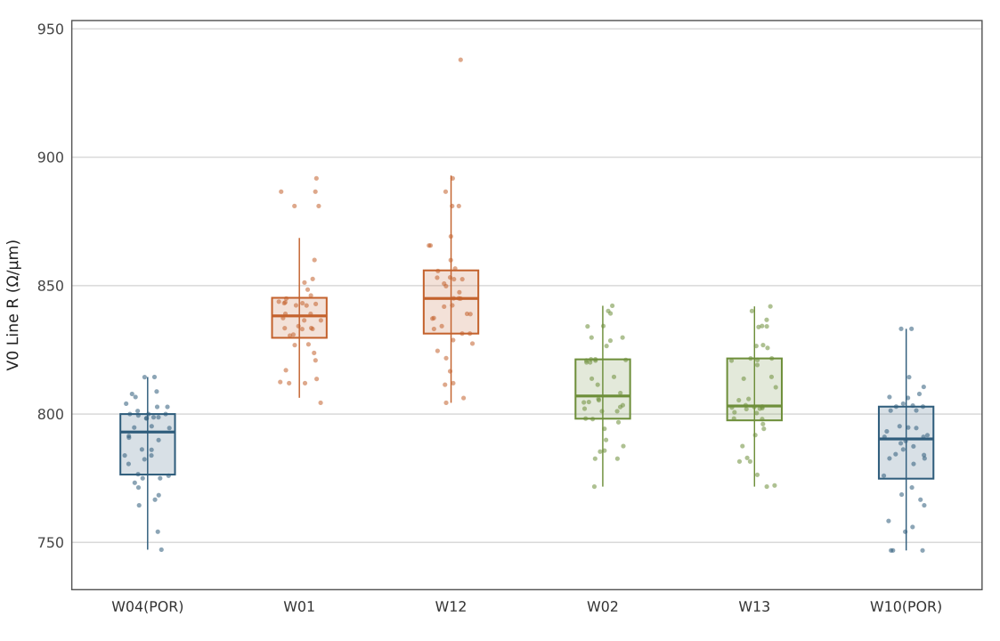 950
900
850
800
750
V0 Line R (Ω/μm)
W04(POR)
W01
W12
W02
W13
W10(POR)